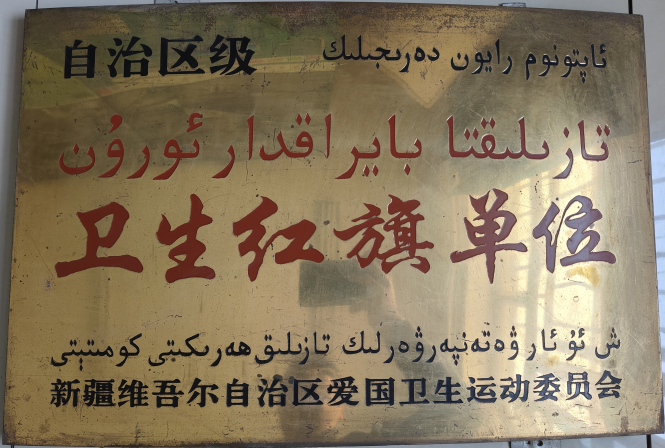 自治区级 ئاپتونوم رايون دەرىجىلىك
تازىلىقتا بايراقدار ئورۇن
卫生红旗单位
ش ئۇ ئا ر ۋەتەنپەرۋەرلىك تازىلىق ھەرىكىتى كومىتېتى
新疆维吾尔自治区爱国卫生运动委员会